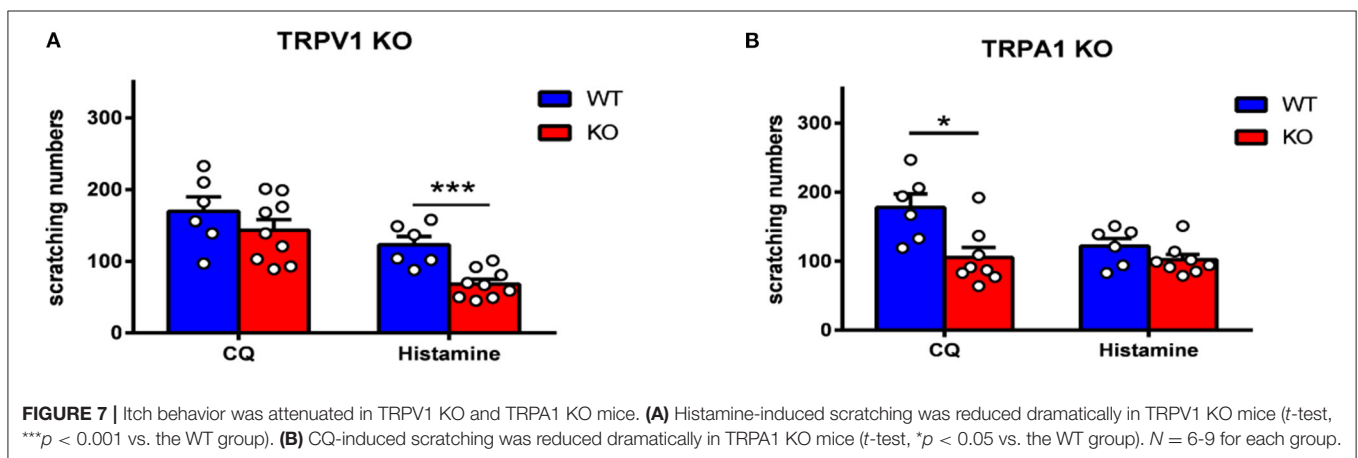 A
TRPV1 KO
WT
KO
scratching numbers
300
200
100
0
***
CQ
Histamine
B
TRPA1 KO
WT
KO
scratching numbers
300
200
100
0
*
CQ
Histamine
FIGURE 7 | Itch behavior was attenuated in TRPV1 KO and TRPA1 KO mice. (A) Histamine-induced scratching was reduced dramatically in TRPV1 KO mice (t-test,
***p < 0.001 vs. the WT group). (B) CQ-induced scratching was reduced dramatically in TRPA1 KO mice (t-test, *p < 0.05 vs. the WT group). N = 6-9 for each group.